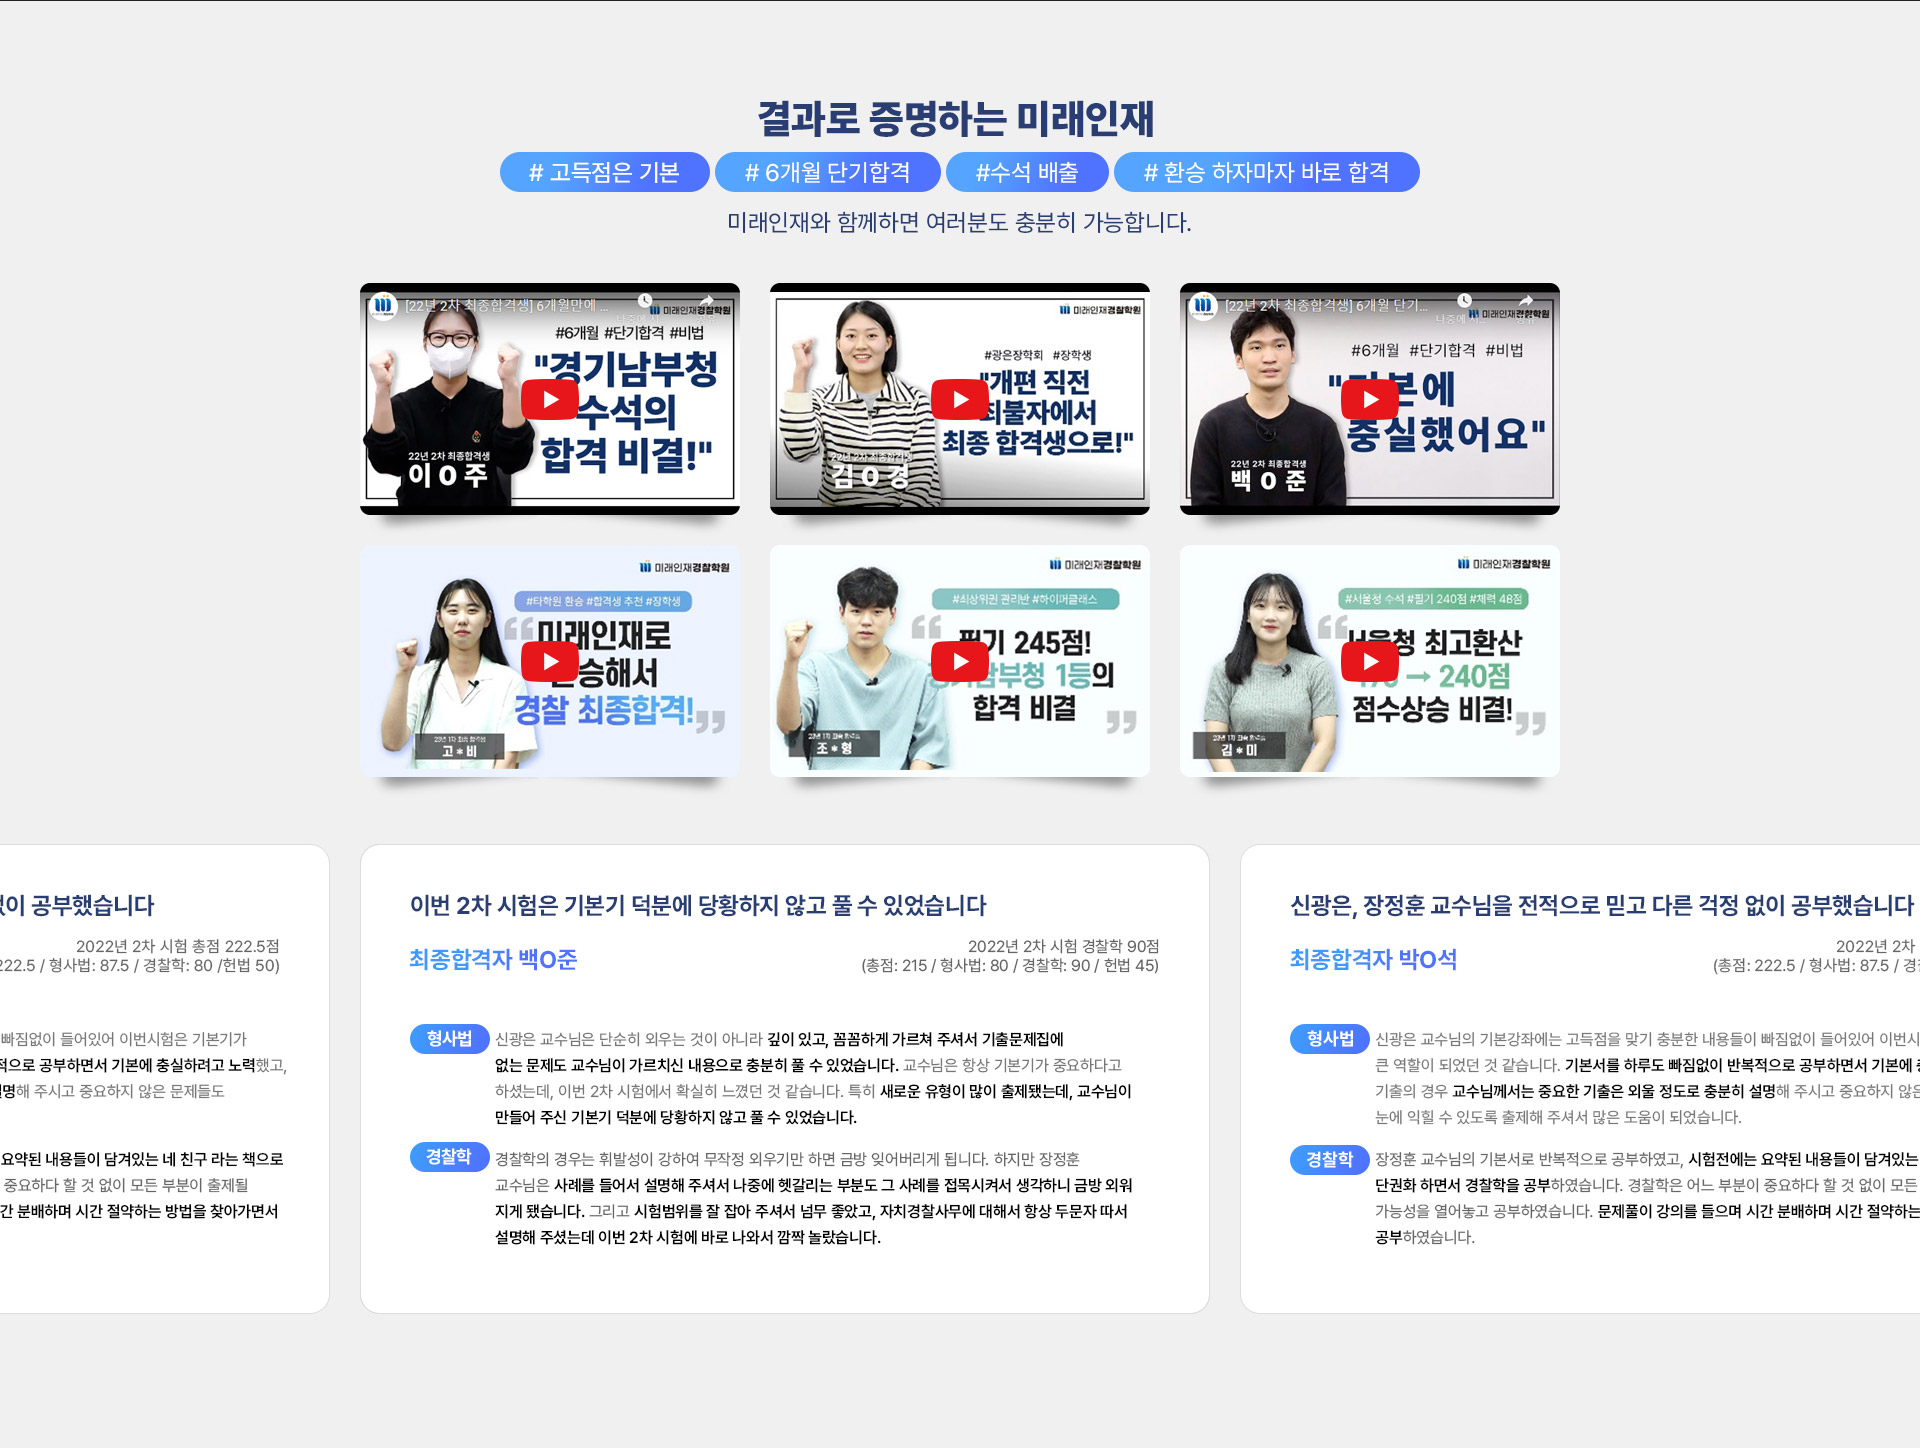 결과로 증명하는 미래인재
# 고득점은 기본
# 6개월 단기합격
#수석 배출
# 환승 하자마자 바로 합격
미래인재와 함께하면 여러분도 충분히 가능합니다.
[22년 2차 최종합격생] 6개월만에 ...
미래인재경찰학원
#6개월 #단기합격 #비법
"경기남부청
수석의
합격 비결!"
22년 2차 최종합격생
이 O 주
미래인재경찰학원
#광은장학회 #장학생
"개편 직전
최불자에서
최종 합격생으로!"
22년 2차 최종합격생
김 O 경
[22년 2차 최종합격생] 6개월 단기...
미래인재경찰학원
#6개월 #단기합격 #비법
"기본에
충실했어요"
22년 2차 최종합격생
백 O 준
미래인재경찰학원
#타학원 환승 #합격생 추천 #장학생
미래인재로
환승해서
경찰 최종합격!
23년 1차 최종 합격생
고*비
미래인재경찰학원
#최상위권 관리반 #하이퍼클래스
필기 245점!
경기남부청 1등의
합격 비결
23년 1차 최종 합격생
조*형
미래인재경찰학원
#서울청 수석 #필기 240점 #체력 48점
서울청 최고환산
→ 240점
점수상승 비결!
23년 1차 최종 합격생
김*미
없이 공부했습니다
2022년 2차 시험 총점 222.5점
222.5 / 형사법: 87.5 / 경찰학: 80 /헌법 50)
빠짐없이 들어있어 이번시험은 기본기가
적으로 공부하면서 기본에 충실하려고 노력했고,
설명해 주시고 중요하지 않은 문제들도
요약된 내용들이 담겨있는 네 친구 라는 책으로
중요하다 할 것 없이 모든 부분이 출제될
간 분배하며 시간 절약하는 방법을 찾아가면서
이번 2차 시험은 기본기 덕분에 당황하지 않고 풀 수 있었습니다
최종합격자 백O준
2022년 2차 시험 경찰학 90점
(총점: 215 / 형사법: 80 / 경찰학: 90 / 헌법 45)
형사법
신광은 교수님은 단순히 외우는 것이 아니라 깊이 있고, 꼼꼼하게 가르쳐 주셔서 기출문제집에
없는 문제도 교수님이 가르치신 내용으로 충분히 풀 수 있었습니다. 교수님은 항상 기본기가 중요하다고
하셨는데, 이번 2차 시험에서 확실히 느꼈던 것 같습니다. 특히 새로운 유형이 많이 출제됐는데, 교수님이
만들어 주신 기본기 덕분에 당황하지 않고 풀 수 있었습니다.
경찰학
경찰학의 경우는 휘발성이 강하여 무작정 외우기만 하면 금방 잊어버리게 됩니다. 하지만 장정훈
교수님은 사례를 들어서 설명해 주셔서 나중에 헷갈리는 부분도 그 사례를 접목시켜서 생각하니 금방 외워
지게 됐습니다. 그리고 시험범위를 잘 잡아 주셔서 넘무 좋았고, 자치경찰사무에 대해서 항상 두문자 따서
설명해 주셨는데 이번 2차 시험에 바로 나와서 깜짝 놀랐습니다.
신광은, 장정훈 교수님을 전적으로 믿고 다른 걱정 없이 공부했습니다
최종합격자 박O석
2022년 2차
(총점: 222.5 / 형사법: 87.5 / 경찰
형사법
신광은 교수님의 기본강좌에는 고득점을 맞기 충분한 내용들이 빠짐없이 들어있어 이번시
큰 역할이 되었던 것 같습니다. 기본서를 하루도 빠짐없이 반복적으로 공부하면서 기본에 충
기출의 경우 교수님께서는 중요한 기출은 외울 정도로 충분히 설명해 주시고 중요하지 않은
눈에 익힐 수 있도록 출제해 주셔서 많은 도움이 되었습니다.
경찰학
장정훈 교수님의 기본서로 반복적으로 공부하였고, 시험전에는 요약된 내용들이 담겨있는
단권화 하면서 경찰학을 공부하였습니다. 경찰학은 어느 부분이 중요하다 할 것 없이 모든
가능성을 열어놓고 공부하였습니다. 문제풀이 강의를 들으며 시간 분배하며 시간 절약하는
공부하였습니다.